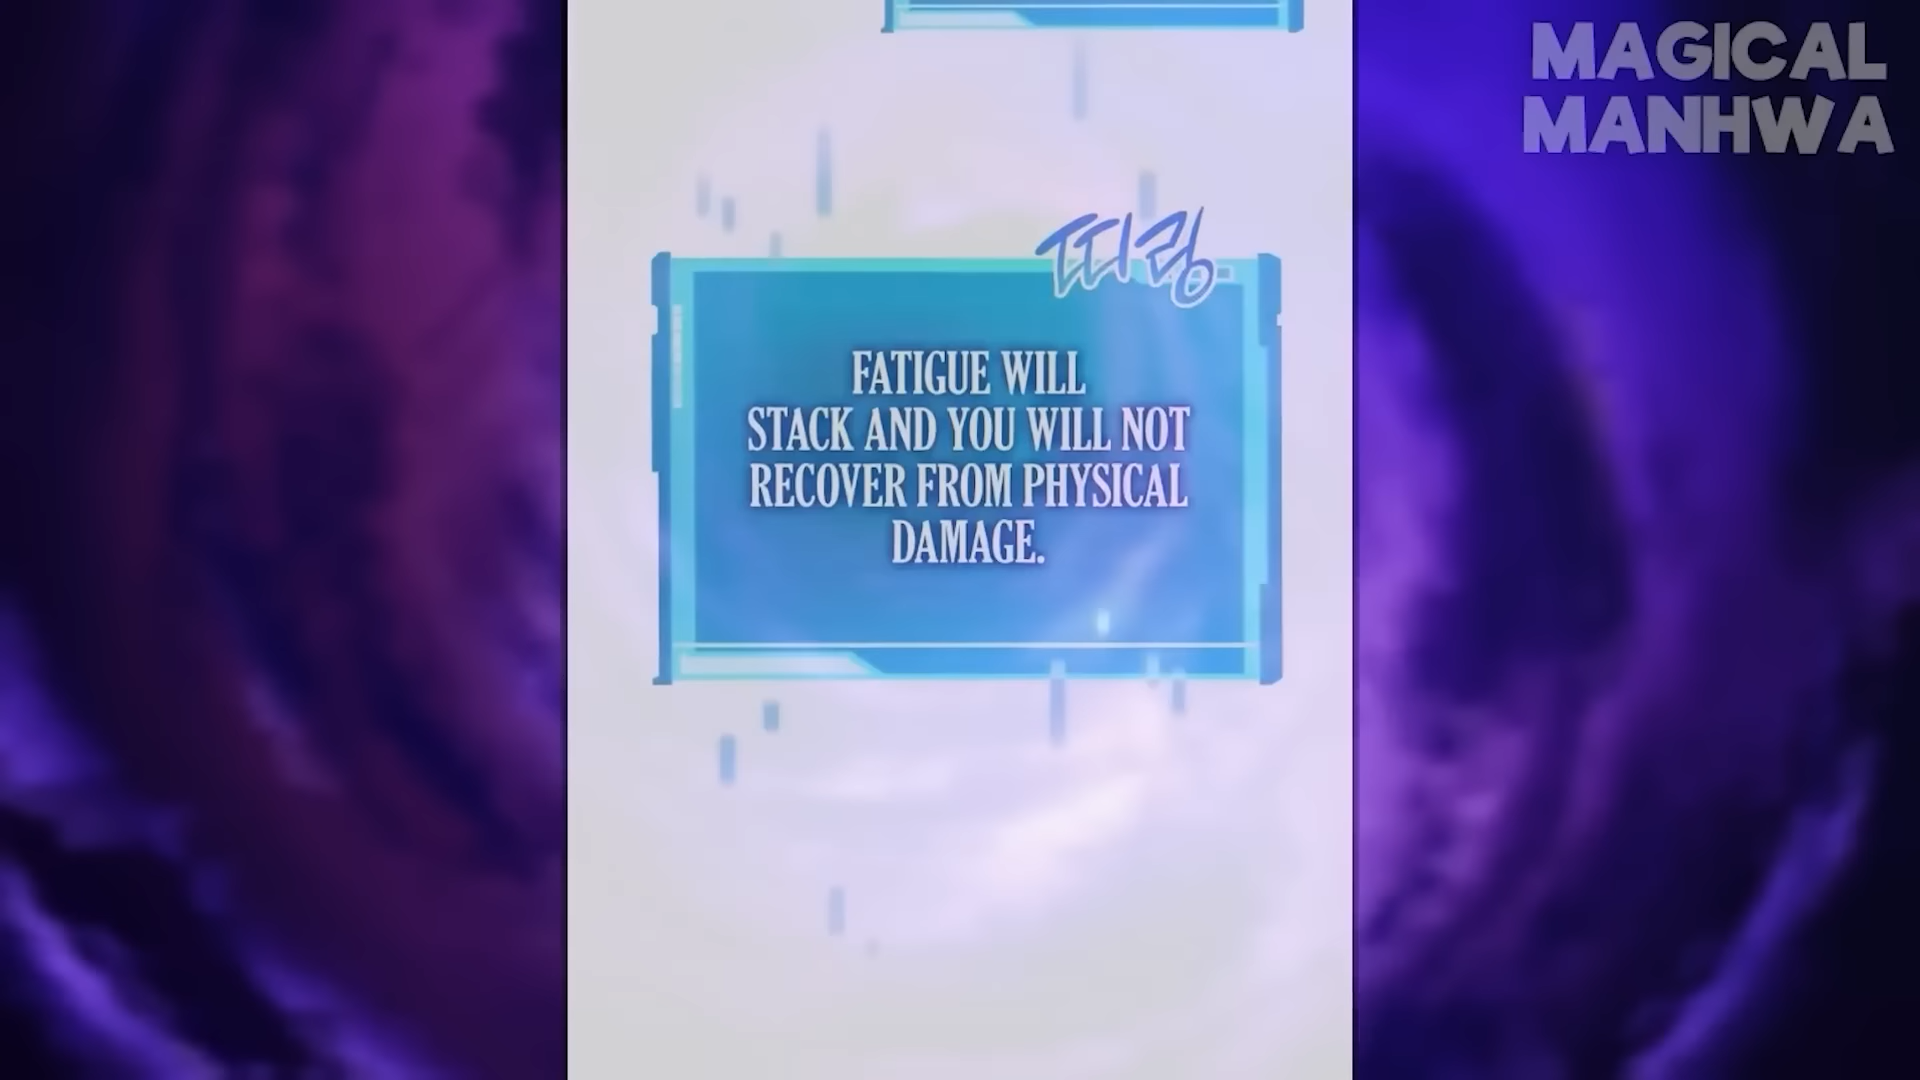 MAGICAL
MANHWA
띠링
FATIGUE WILL
STACK AND YOU WILL NOT
RECOVER FROM PHYSICAL
DAMAGE.